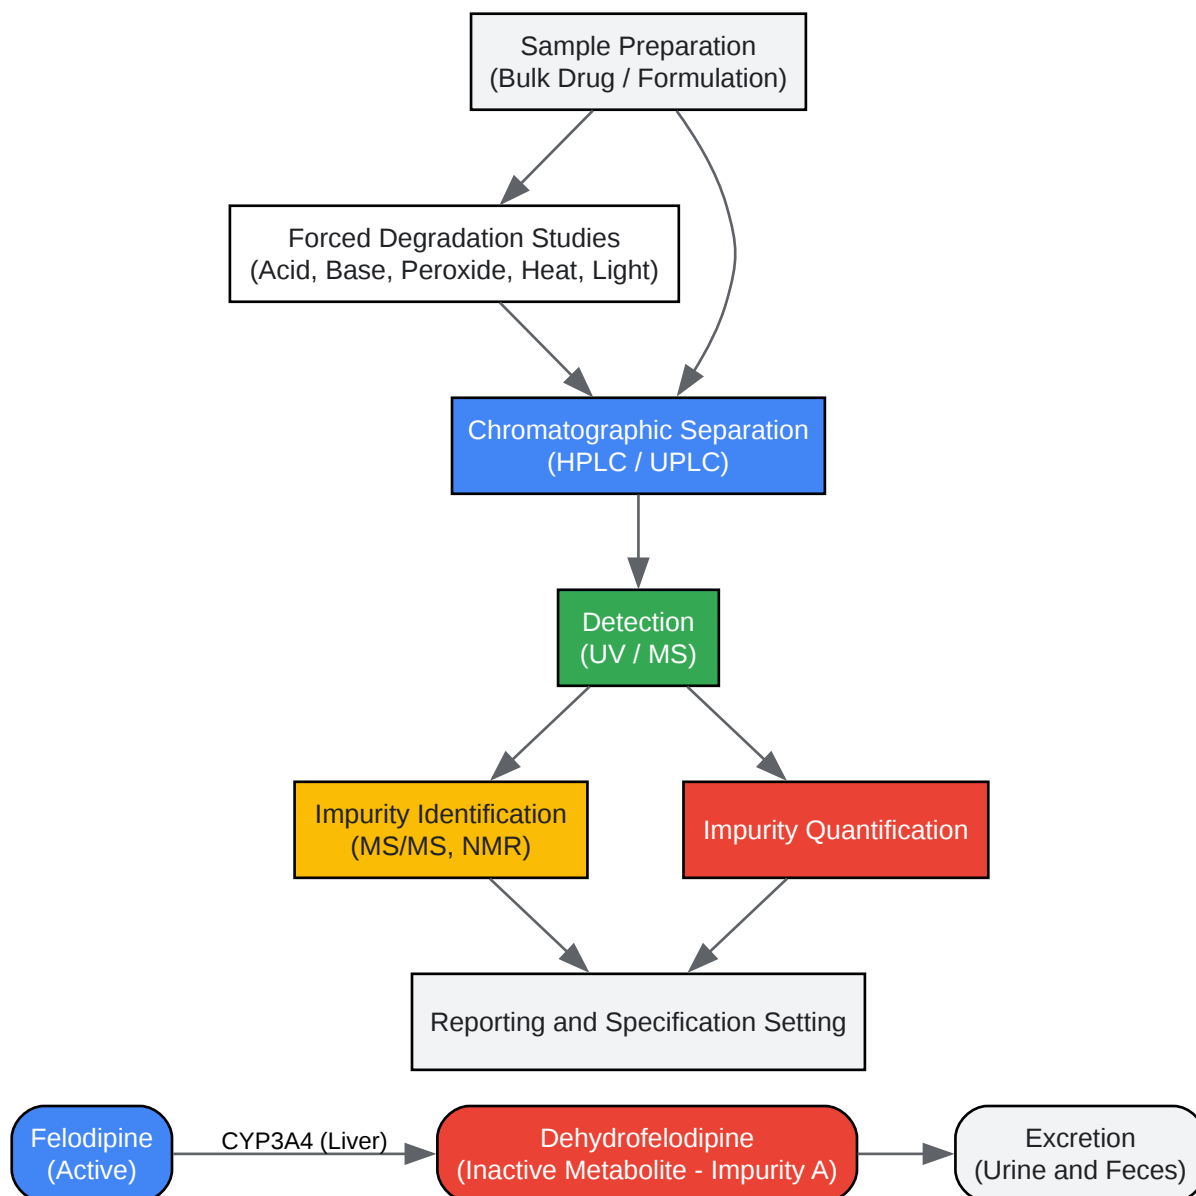 Sample Preparation
(Bulk Drug / Formulation)
Forced Degradation Studies
(Acid, Base, Peroxide, Heat, Light)
Chromatographic Separation
(HPLC / UPLC)
Detection
(UV / MS)
Impurity Identification
(MS/MS, NMR)
Impurity Quantification
Reporting and Specification Setting
Felodipine
(Active)
CYP3A4 (Liver)
Dehydrofelodipine
(Inactive Metabolite - Impurity A)
Excretion
(Urine and Feces)